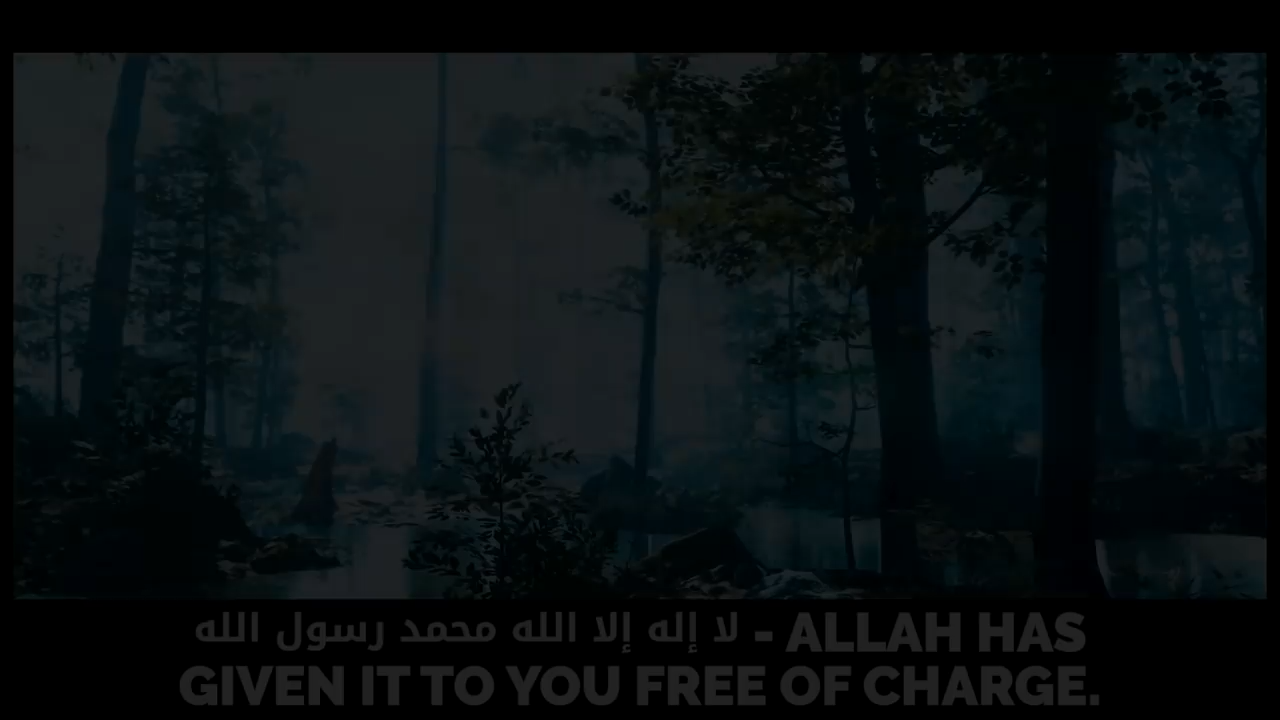 لا إله إلا الله محمد رسول الله - ALLAH HAS
GIVEN IT TO YOU FREE OF CHARGE.